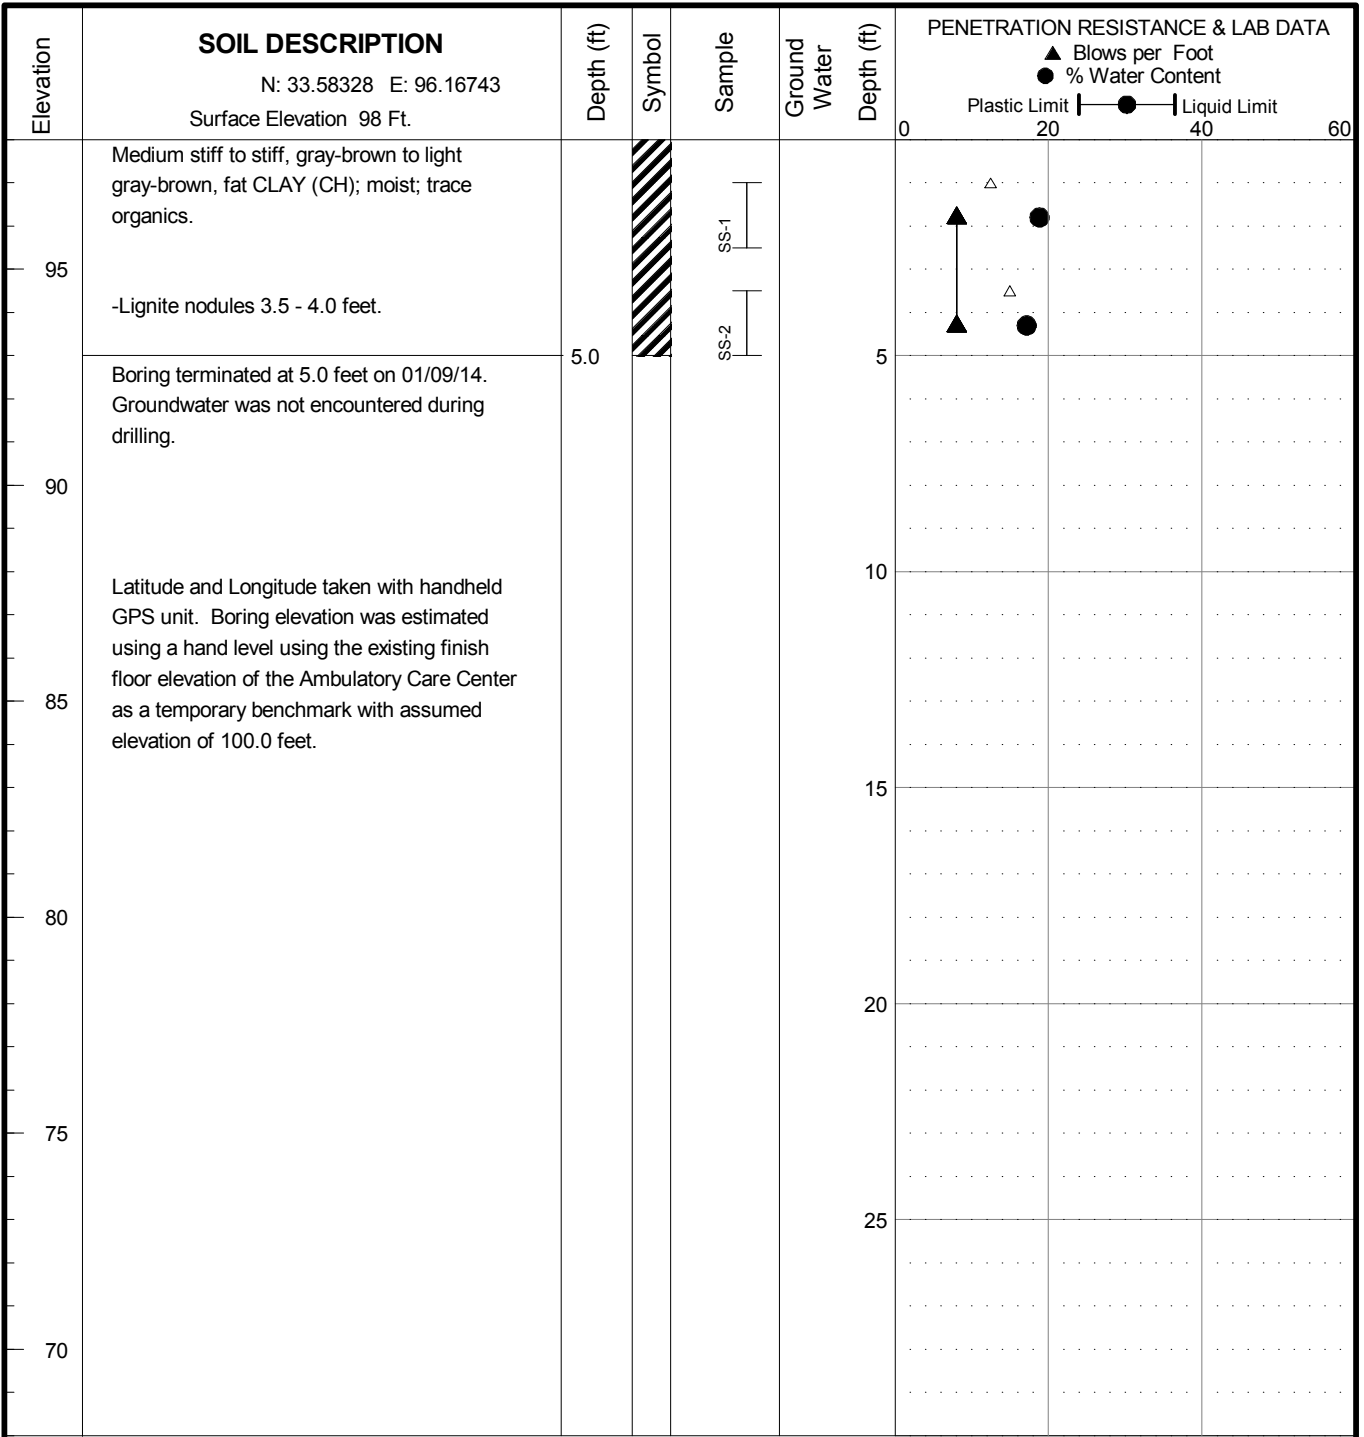 Elevation
SOIL DESCRIPTION
N: 33.58328 E: 96.16743
Surface Elevation 98 Ft.
Depth (ft)
Symbol
Sample
Ground
Water
Depth (ft)
PENETRATION RESISTANCE & LAB DATA
Blows per Foot
% Water Content
Plastic Limit Liquid Limit
0 20 40 60
Medium stiff to stiff, gray-brown to light
gray-brown, fat CLAY (CH); moist; trace
organics.
SS-1
95
-Lignite nodules 3.5 - 4.0 feet.
SS-2
5.0
5
Boring terminated at 5.0 feet on 01/09/14.
Groundwater was not encountered during
drilling.
90
10
Latitude and Longitude taken with handheld
GPS unit. Boring elevation was estimated
using a hand level using the existing finish
floor elevation of the Ambulatory Care Center
as a temporary benchmark with assumed
elevation of 100.0 feet.
85
15
80
20
75
25
70